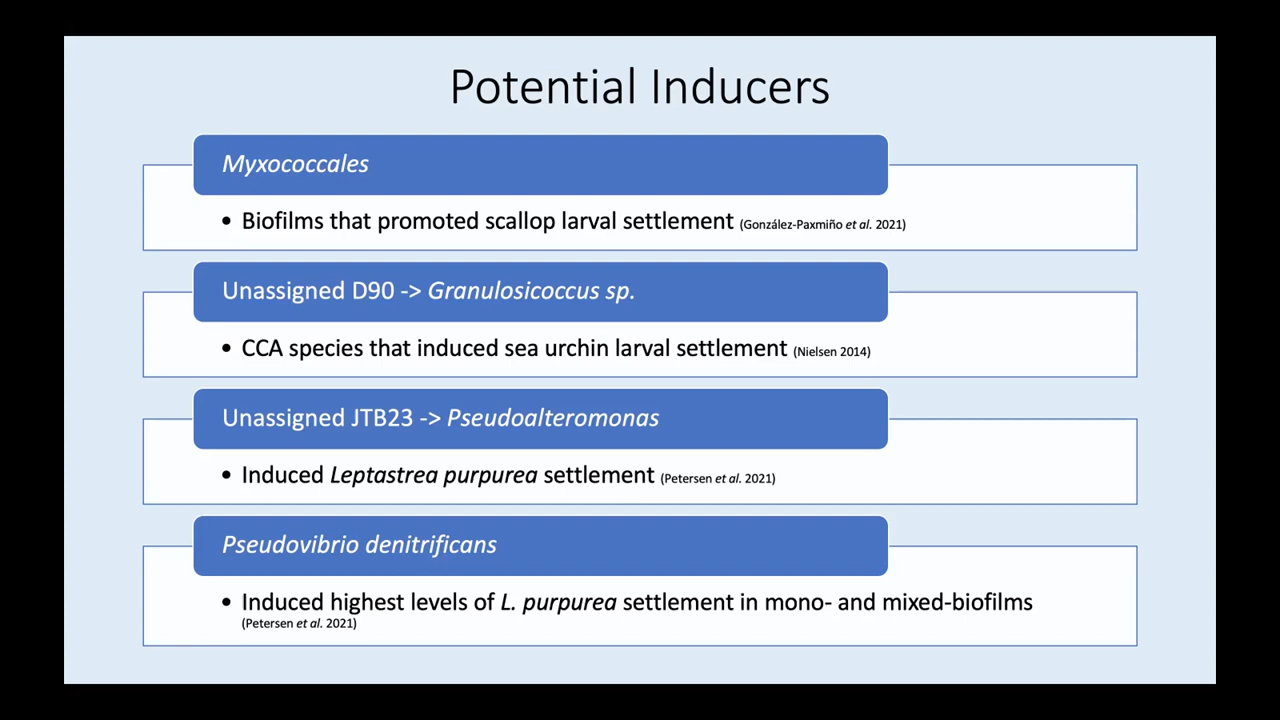 Potential Inducers
Myxococcales
• Biofilms that promoted scallop larval settlement (González-Paxmiño et al. 2021)
Unassigned D90 -> Granulosicoccus sp.
• CCA species that induced sea urchin larval settlement (Nielsen 2014)
Unassigned JTB23 -> Pseudoalteromonas
• Induced Leptastrea purpurea settlement (Petersen et al. 2021)
Pseudovibrio denitrificans
• Induced highest levels of L. purpurea settlement in mono- and mixed-biofilms
(Petersen et al. 2021)